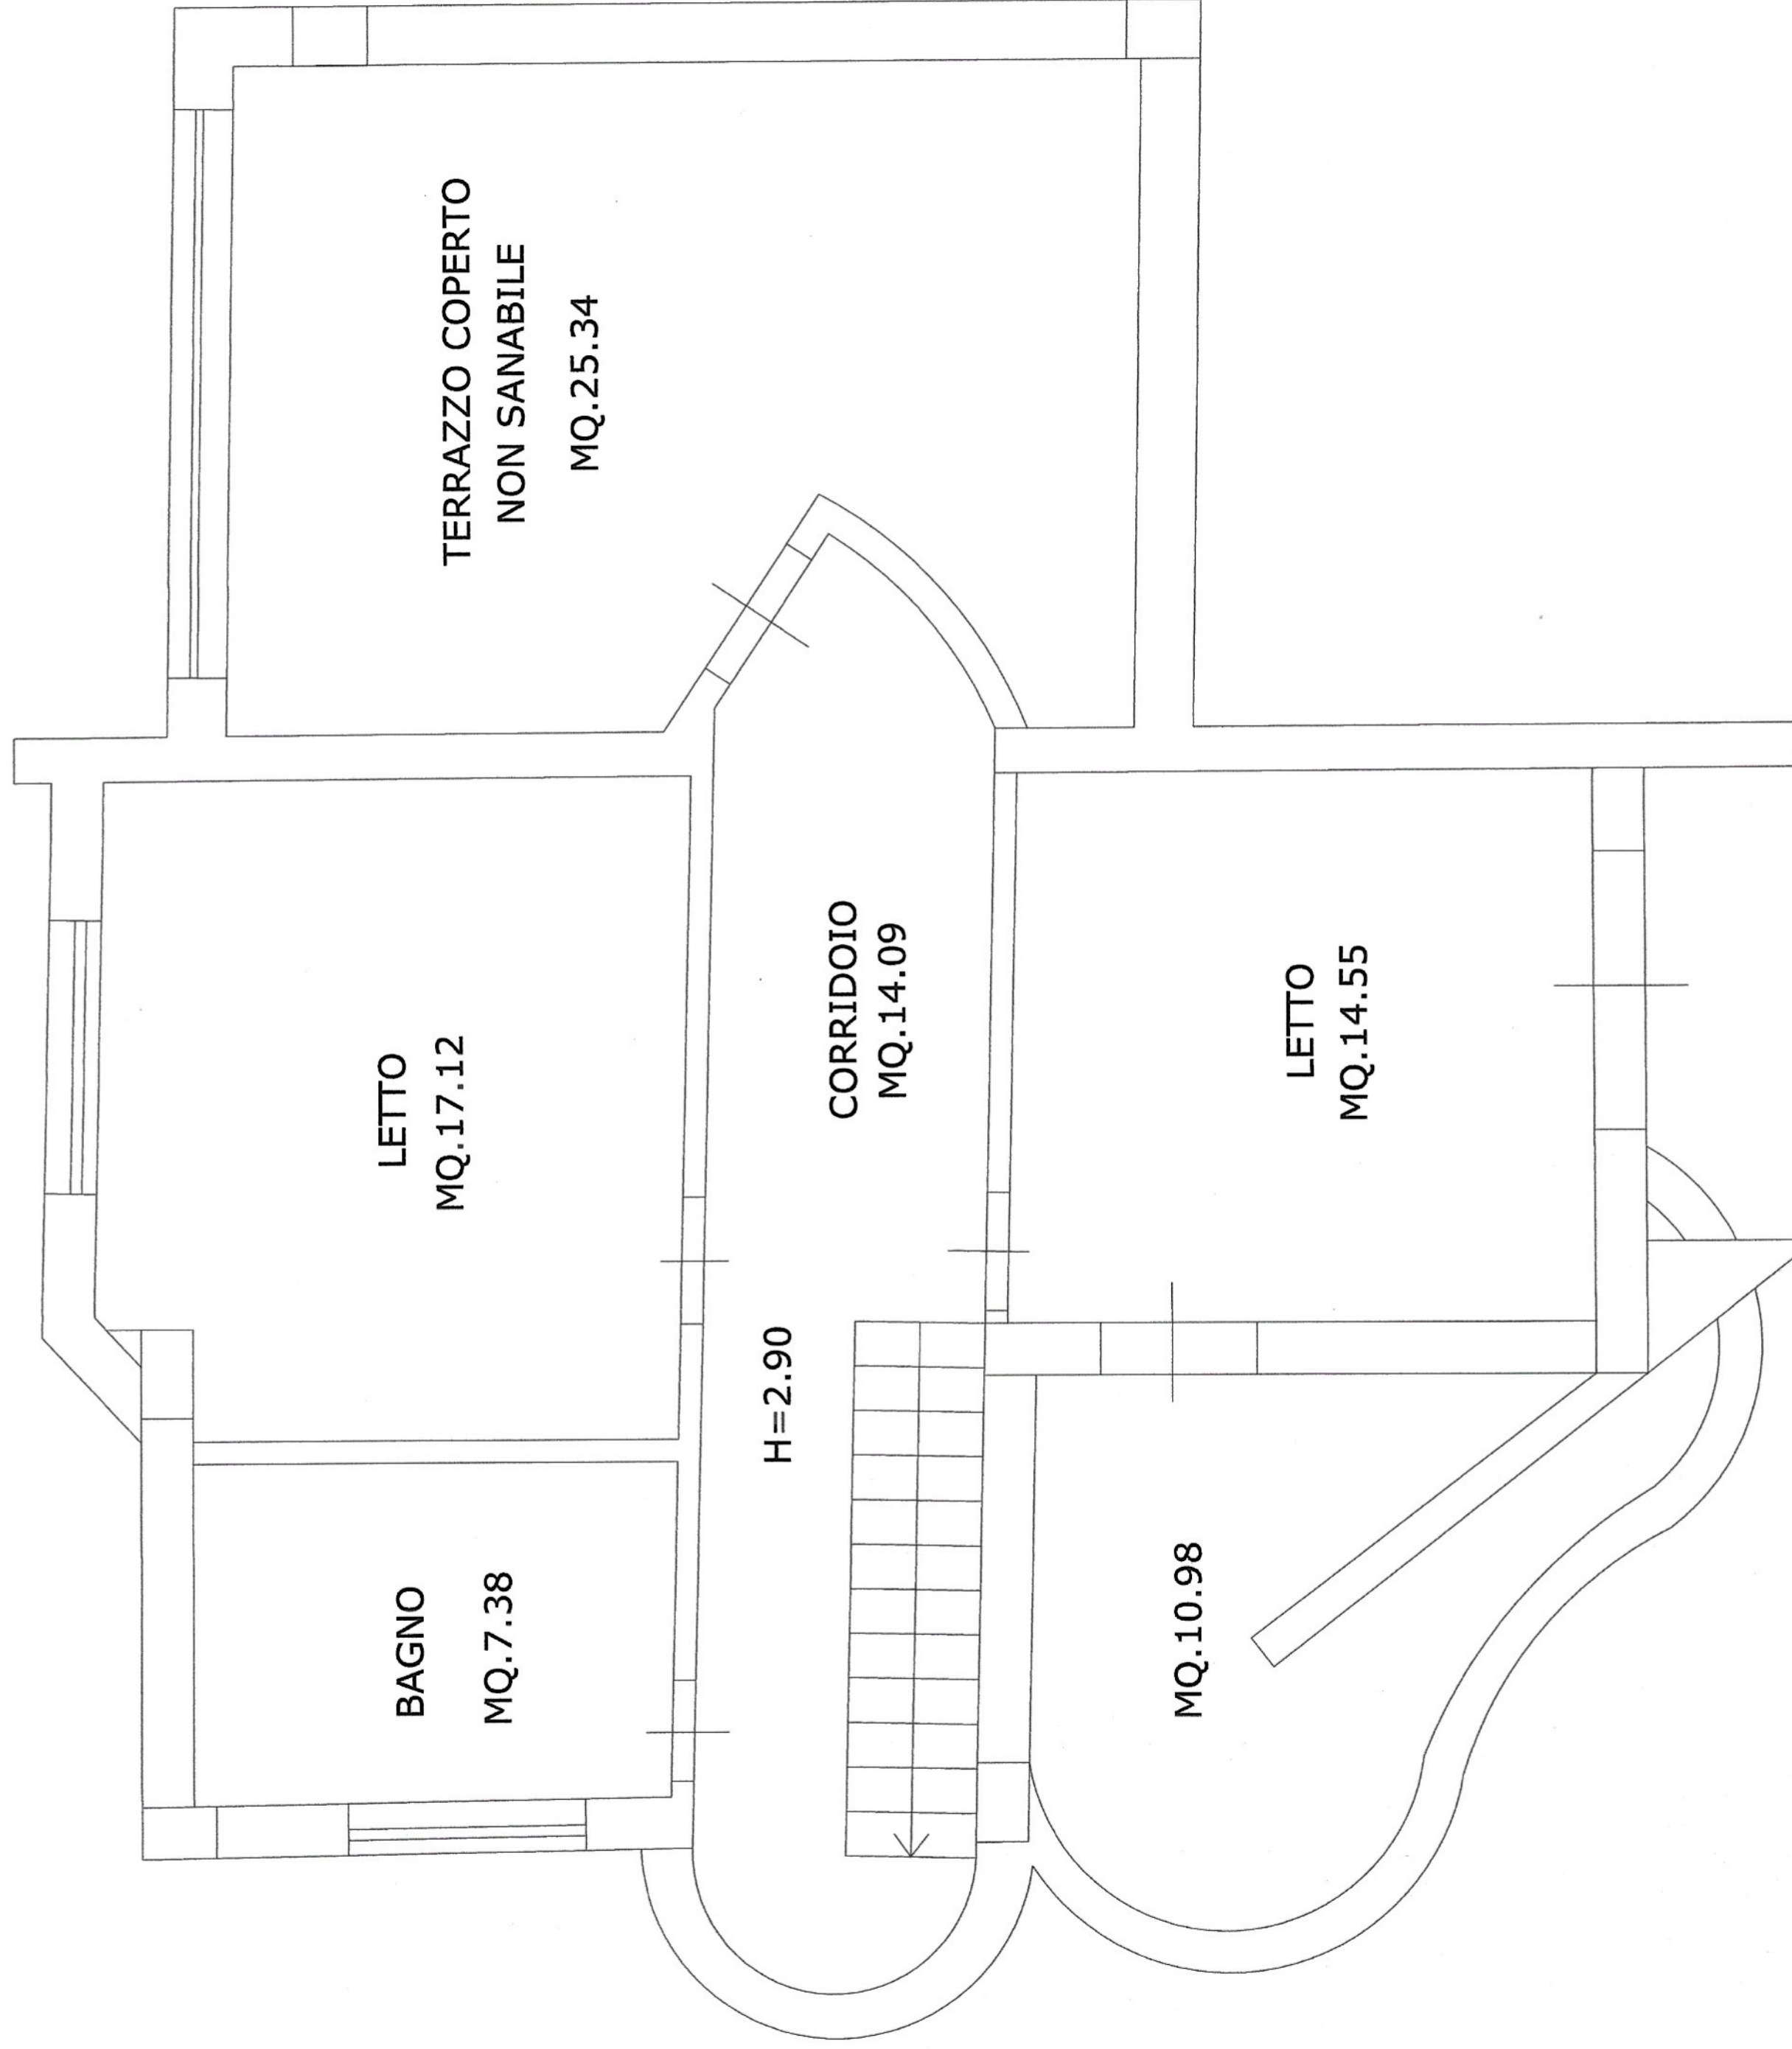 TERRAZZO COPERTO
NON SANABILE
MQ.25.34
LETTO
MQ.17.12
CORRIDOIO
MQ.14.09
LETTO
MQ.14.55
H=2.90
BAGNO
MQ.7.38
MQ.10.98